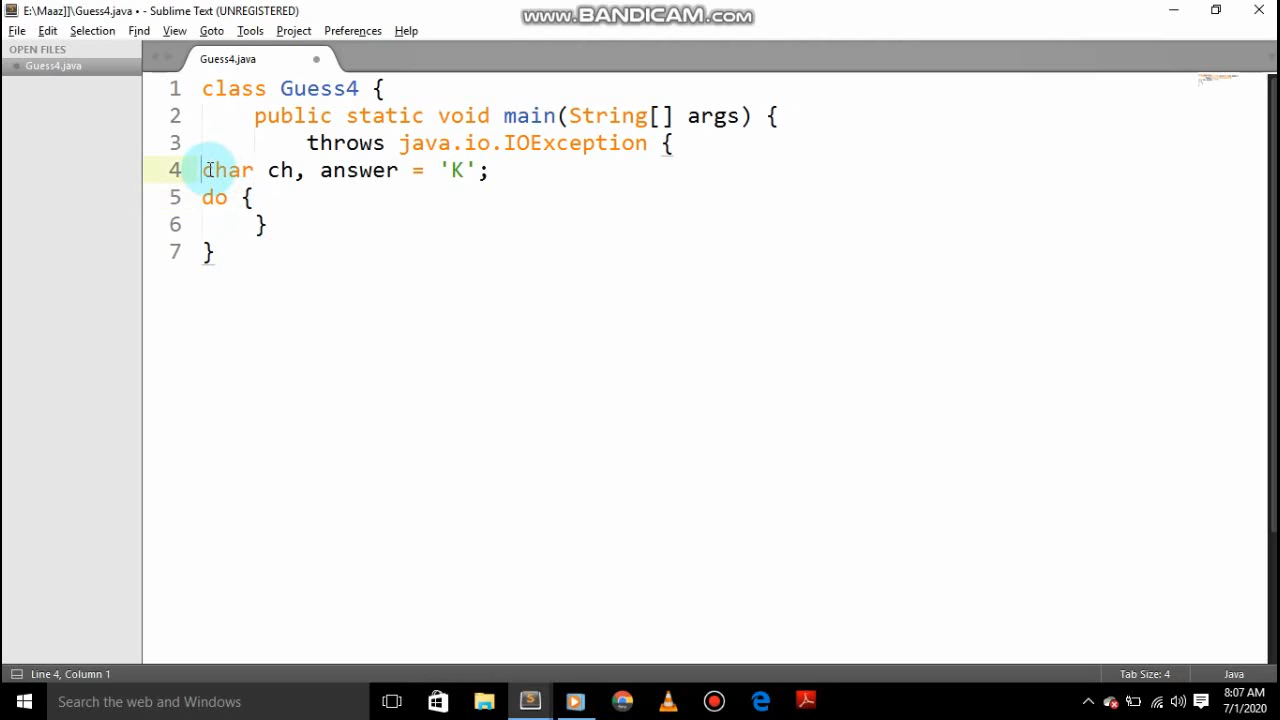 E:\Maaz]]\Guess4.java • - Sublime Text (UNREGISTERED)
www.BANDICAM.com
File Edit Selection Find View Goto Tools Project Preferences Help
OPEN FILES
Guess4.java
Guess4.java
1 class Guess4 {
2 public static void main(String[] args) {
3 throws java.io.IOException {
4 char ch, answer = 'K';
5 do {
6 }
7 }
Line 4, Column 1
Tab Size: 4
Java
Search the web and Windows
8:07 AM
7/1/2020